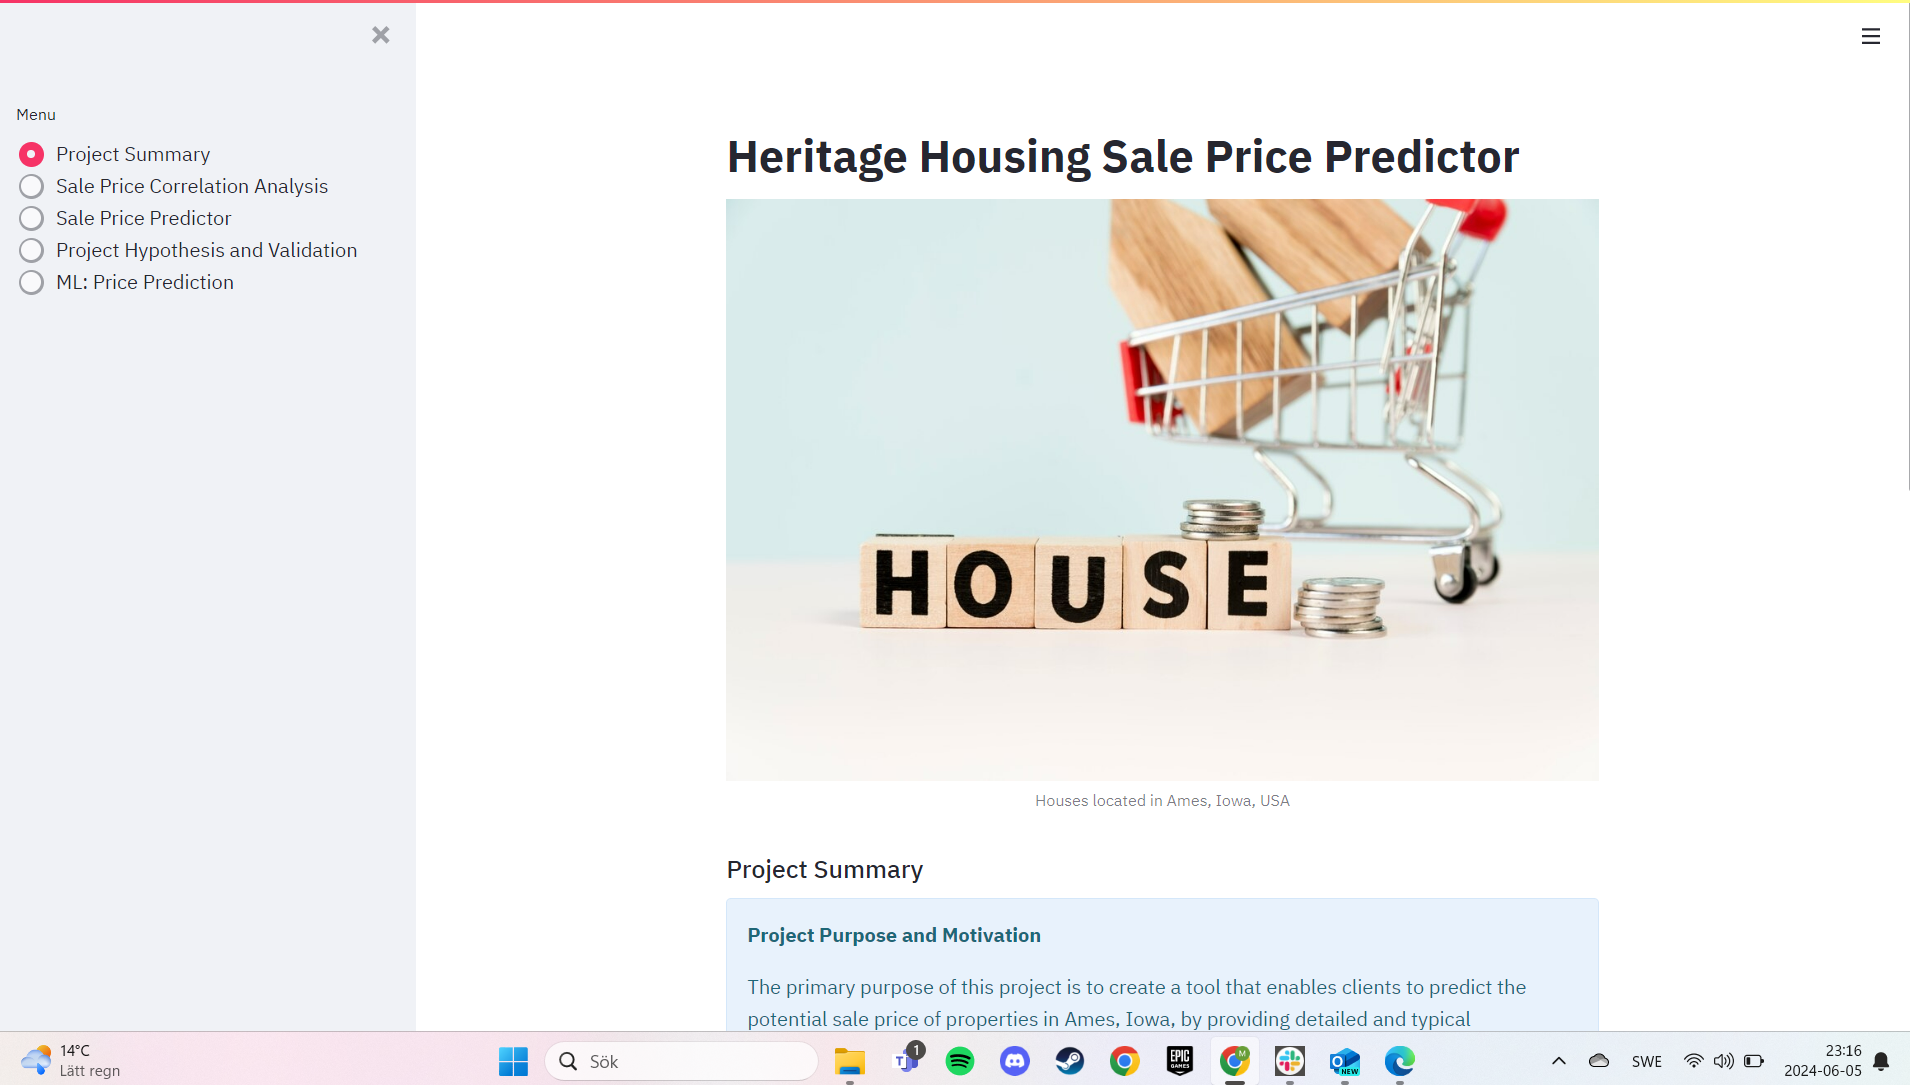 Menu
Project Summary
Sale Price Correlation Analysis
Sale Price Predictor
Project Hypothesis and Validation
ML: Price Prediction
Heritage Housing Sale Price Predictor
HOUSE
Houses located in Ames, Iowa, USA
Project Summary
Project Purpose and Motivation
The primary purpose of this project is to create a tool that enables clients to predict the
potential sale price of properties in Ames, Iowa, by providing detailed and typical
14°C
Lätt regn
Sök
1
EPIC
GAMES
M
NEW
SWE
23:16
2024-06-05